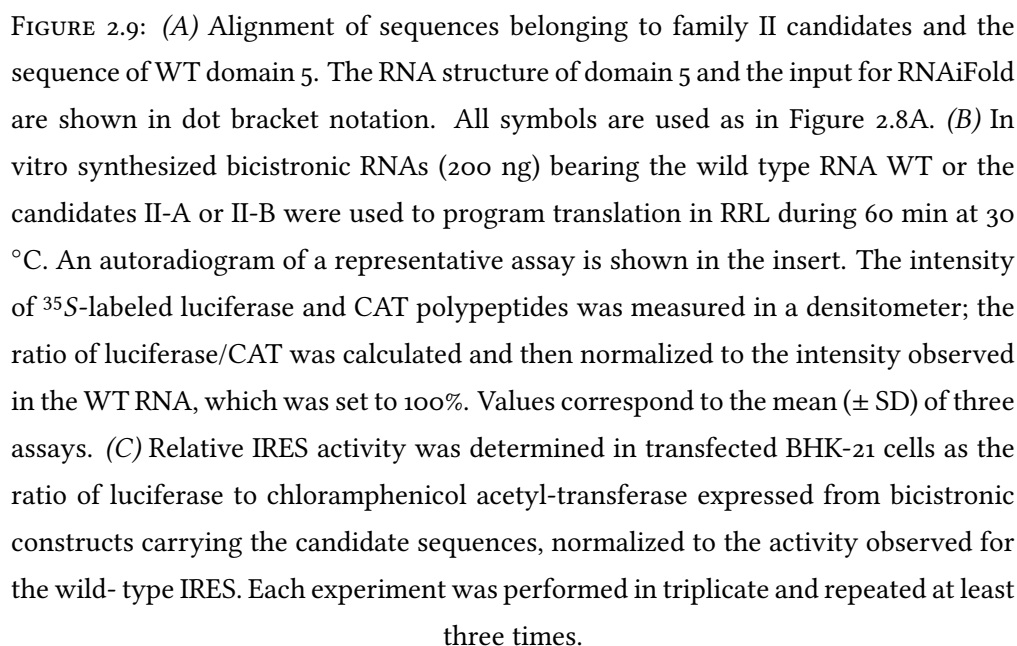 FIGURE 2.9: (A) Alignment of sequences belonging to family II candidates and the
sequence of WT domain 5. The RNA structure of domain 5 and the input for RNAiFold
are shown in dot bracket notation. All symbols are used as in Figure 2.8A. (B) In
vitro synthesized bicistronic RNAs (200 ng) bearing the wild type RNA WT or the
candidates II-A or II-B were used to program translation in RRL during 60 min at 30
°C. An autoradiogram of a representative assay is shown in the insert. The intensity
of ³⁵S-labeled luciferase and CAT polypeptides was measured in a densitometer; the
ratio of luciferase/CAT was calculated and then normalized to the intensity observed
in the WT RNA, which was set to 100%. Values correspond to the mean (± SD) of three
assays. (C) Relative IRES activity was determined in transfected BHK-21 cells as the
ratio of luciferase to chloramphenicol acetyl-transferase expressed from bicistronic
constructs carrying the candidate sequences, normalized to the activity observed for
the wild- type IRES. Each experiment was performed in triplicate and repeated at least
three times.